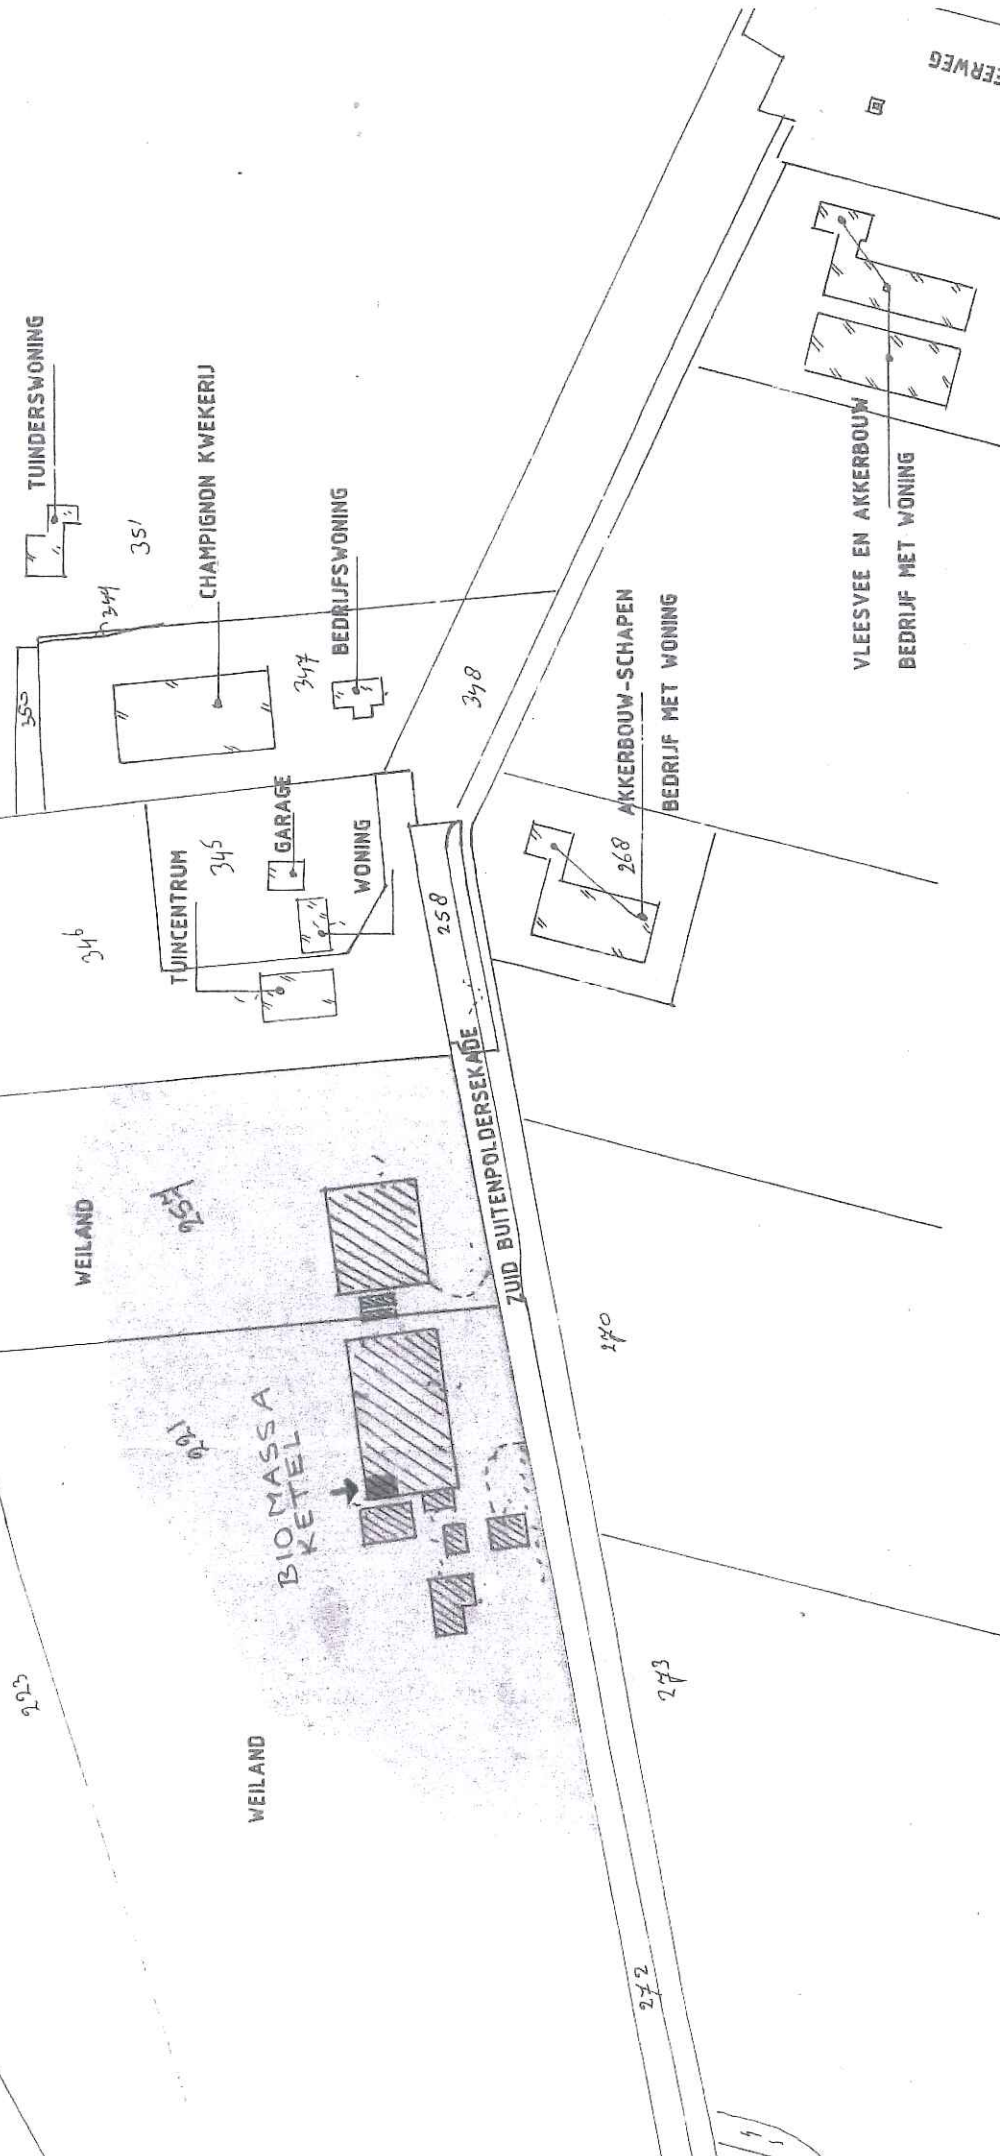 TUINDERSWONING
351
344
CHAMPIGNON KWEKERIJ
350
347
BEDRIJFSWONING
348
GARAGE
345
WONING
TUINCENTRUM
346
258
AKKERBOUW-SCHAPEN
BEDRIJF MET WONING
268
VLEESVEE EN AKKERBOUW
BEDRIJF MET WONING
EERWEG
ZUID BUITENPOLDERSEKADE
WEILAND
257
221
BIOMASSA
KETEL
270
273
223
WEILAND
272